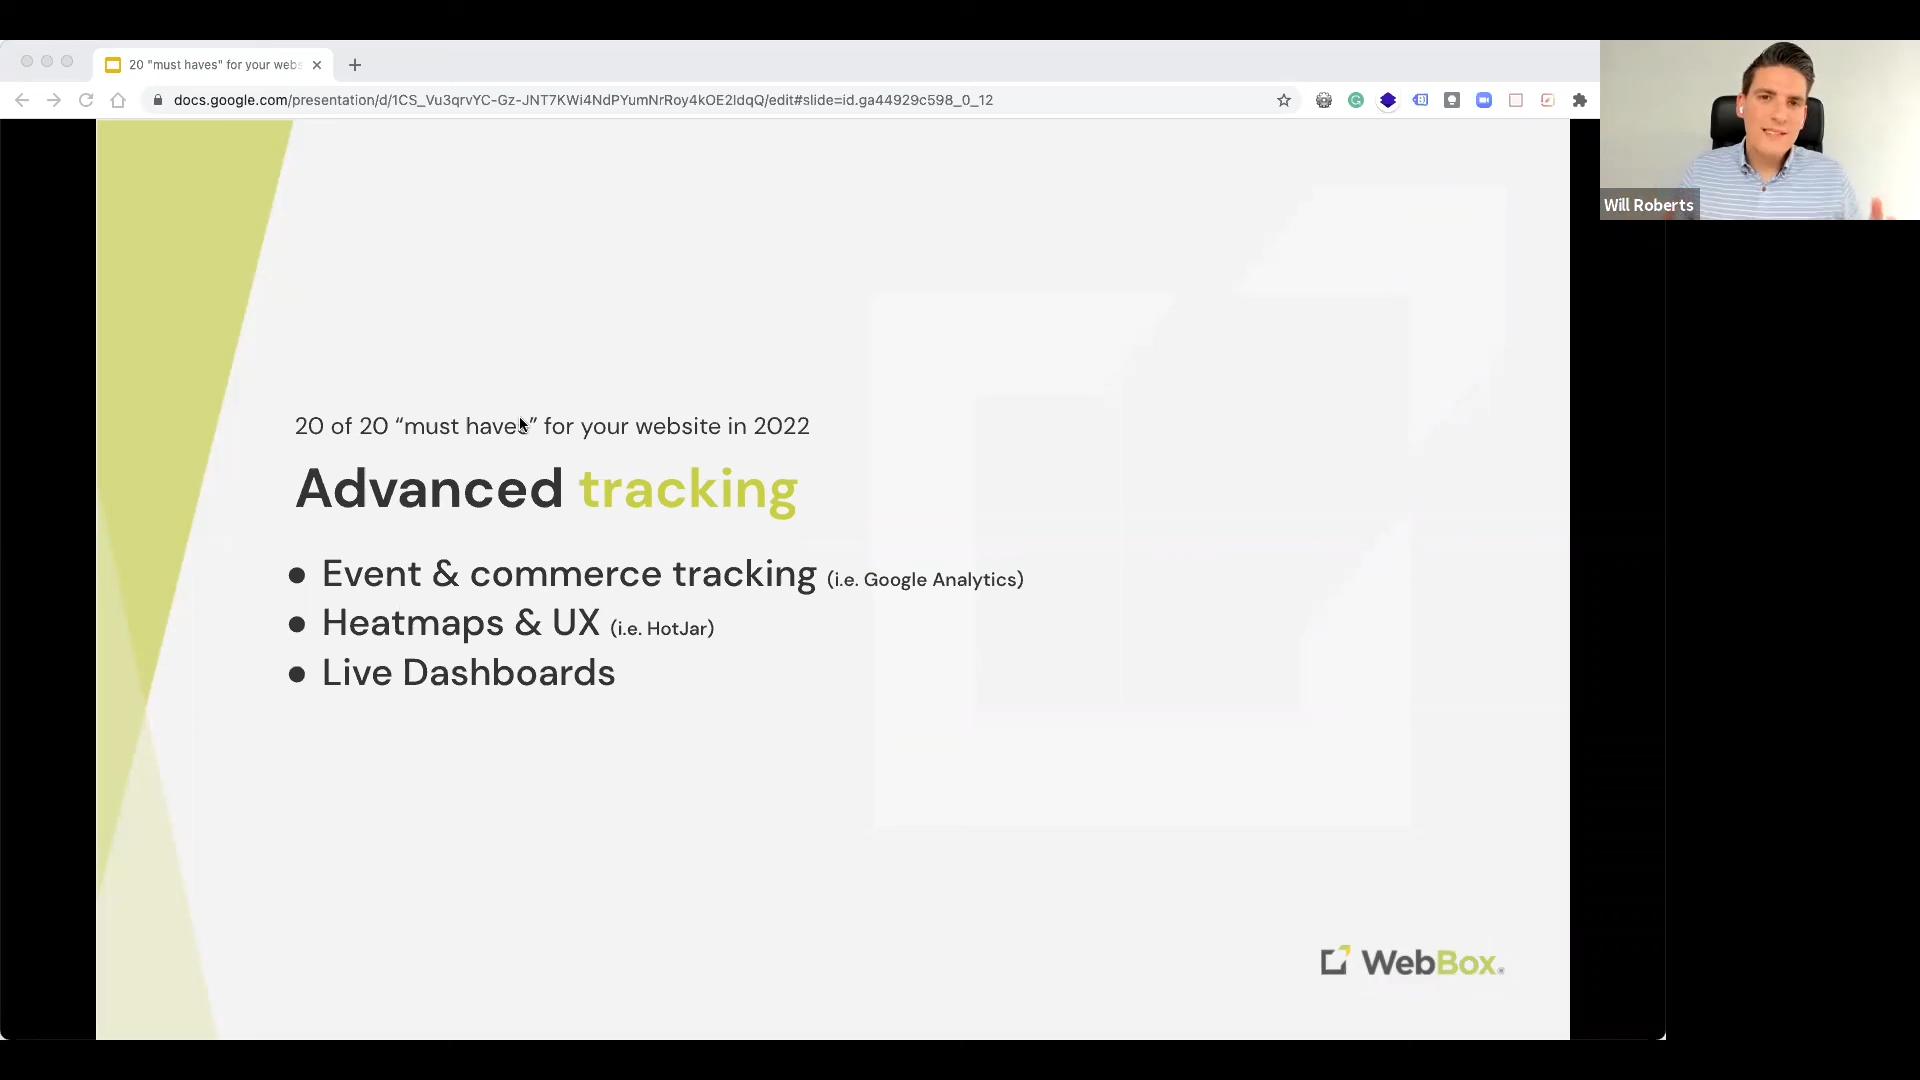 20 "must haves" for your webs
docs.google.com/presentation/d/1CS_Vu3qrvYC-Gz-JNT7KWi4NdPYumNrRoy4kOE2ldqQ/edit#slide=id.ga44929c598_0_12
Will Roberts
20 of 20 “must haves” for your website in 2022
Advanced tracking
● Event & commerce tracking (i.e. Google Analytics)
● Heatmaps & UX (i.e. HotJar)
● Live Dashboards
WebBox®